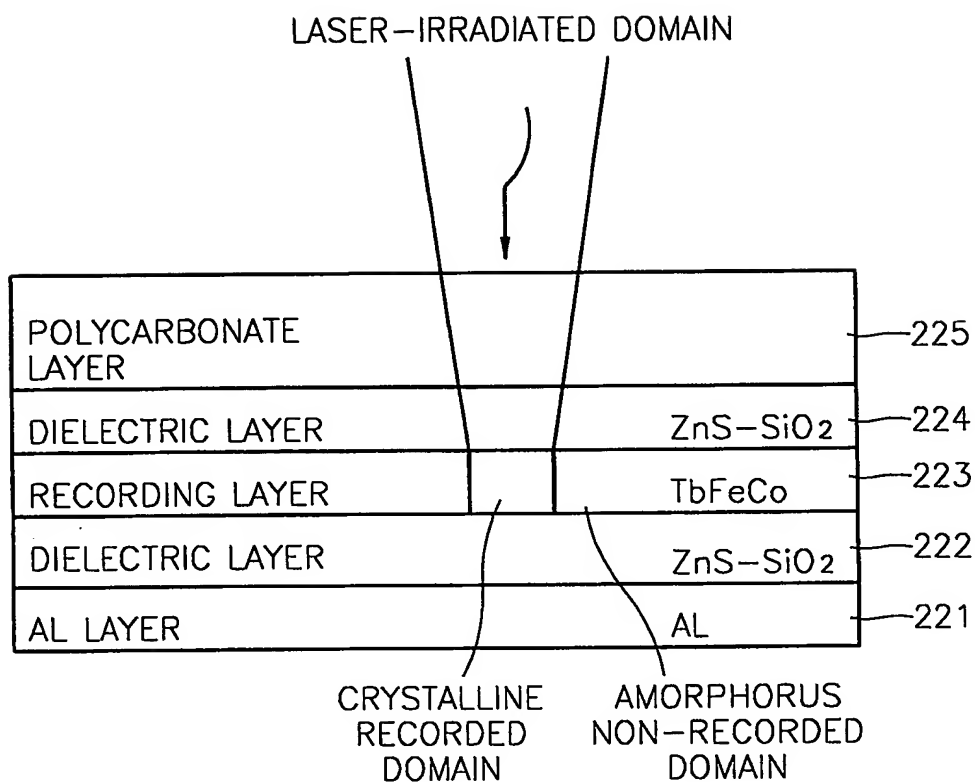 LASER-IRRADIATED DOMAIN
POLYCARBONATE
LAYER
225
DIELECTRIC LAYER ZnS-SiO2 224
RECORDING LAYER TbFeCo 223
DIELECTRIC LAYER ZnS-SiO2 222
AL LAYER AL 221
CRYSTALLINE
RECORDED
DOMAIN
AMORPHORUS
NON-RECORDED
DOMAIN